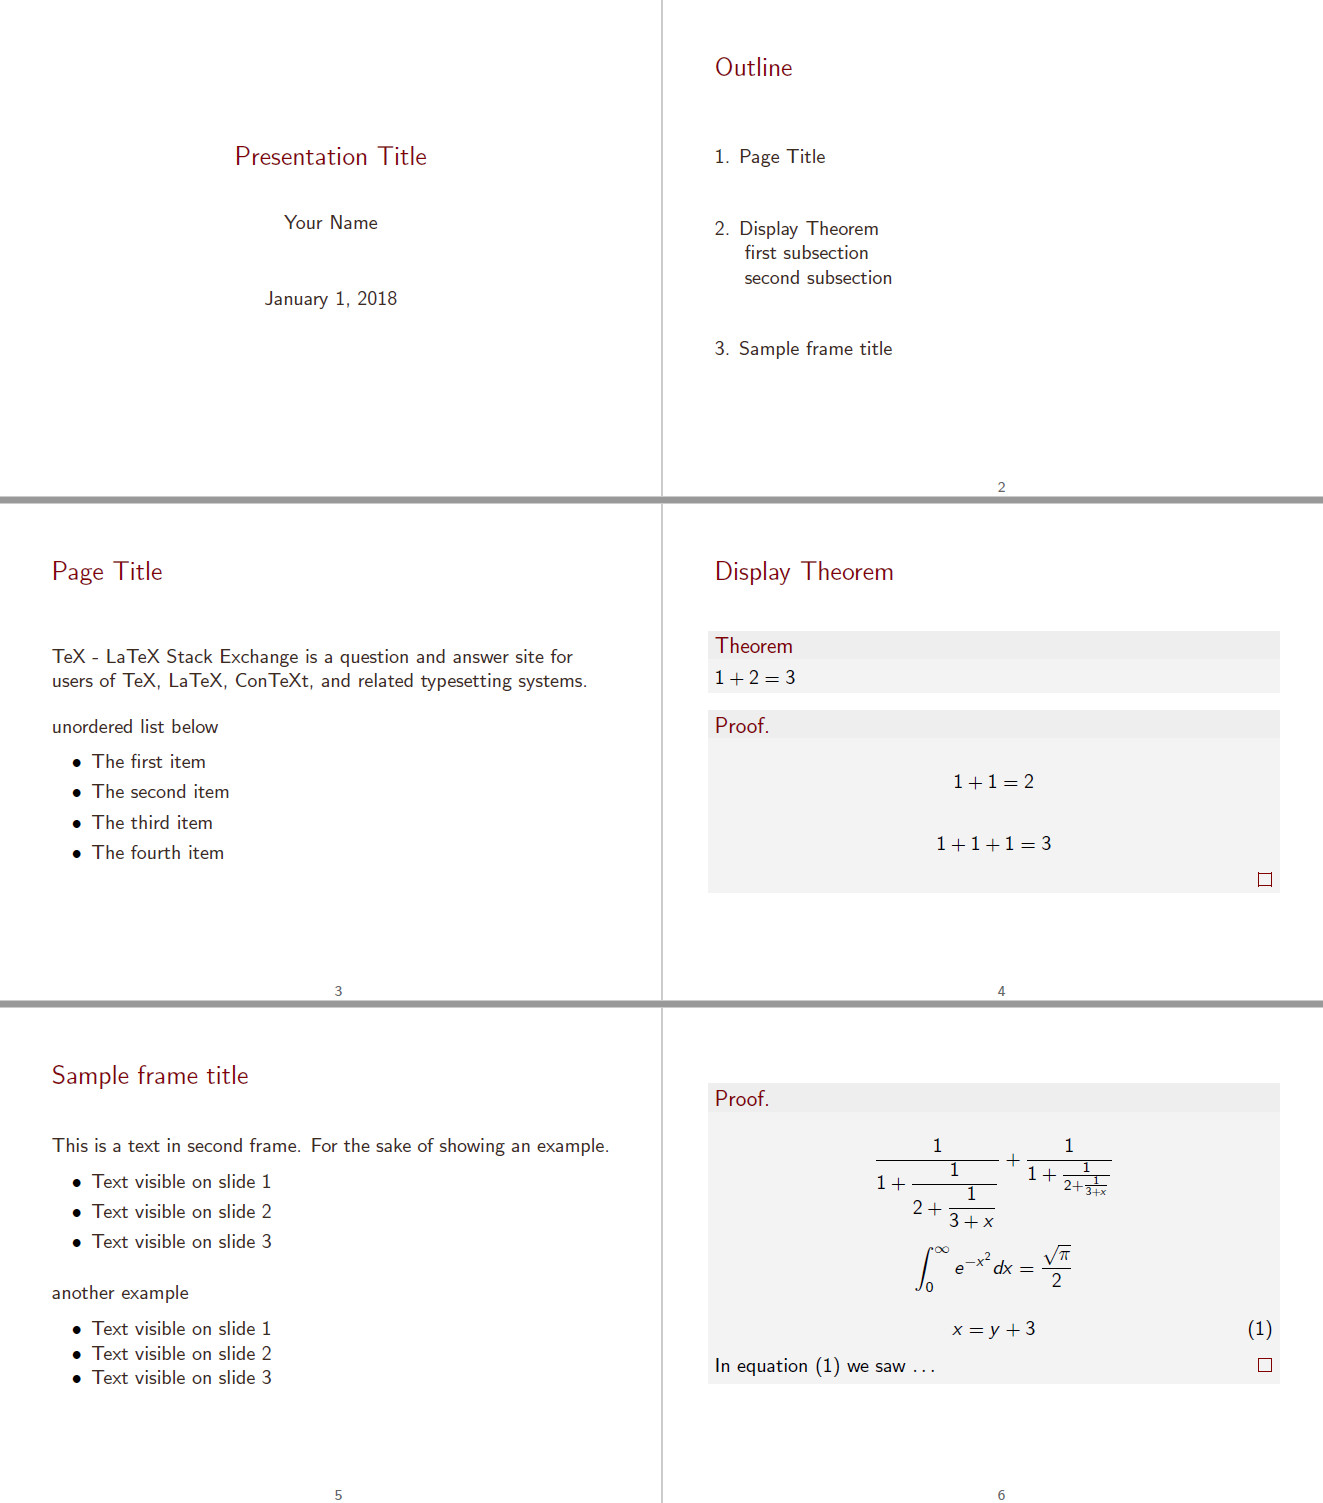 Presentation Title
Your Name
January 1, 2018
Outline
1. Page Title
2. Display Theorem
first subsection
second subsection
3. Sample frame title
2
Page Title
TeX - LaTeX Stack Exchange is a question and answer site for
users of TeX, LaTeX, ConTeXt, and related typesetting systems.
unordered list below
• The first item
• The second item
• The third item
• The fourth item
3
Display Theorem
Theorem
1 + 2 = 3
Proof.
1 + 1 = 2
1 + 1 + 1 = 3
□
4
Sample frame title
This is a text in second frame. For the sake of showing an example.
• Text visible on slide 1
• Text visible on slide 2
• Text visible on slide 3
another example
• Text visible on slide 1
• Text visible on slide 2
• Text visible on slide 3
5
Proof.
\frac{1}{1 + \cfrac{1}{2 + \cfrac{1}{3 + x}}} + \frac{1}{1 + \frac{1}{2 + \frac{1}{3 + x}}}
\int_0^\infty e^{-x^2} dx = \frac{\sqrt{\pi}}{2}
x = y + 3 (1)
In equation (1) we saw ... □
6